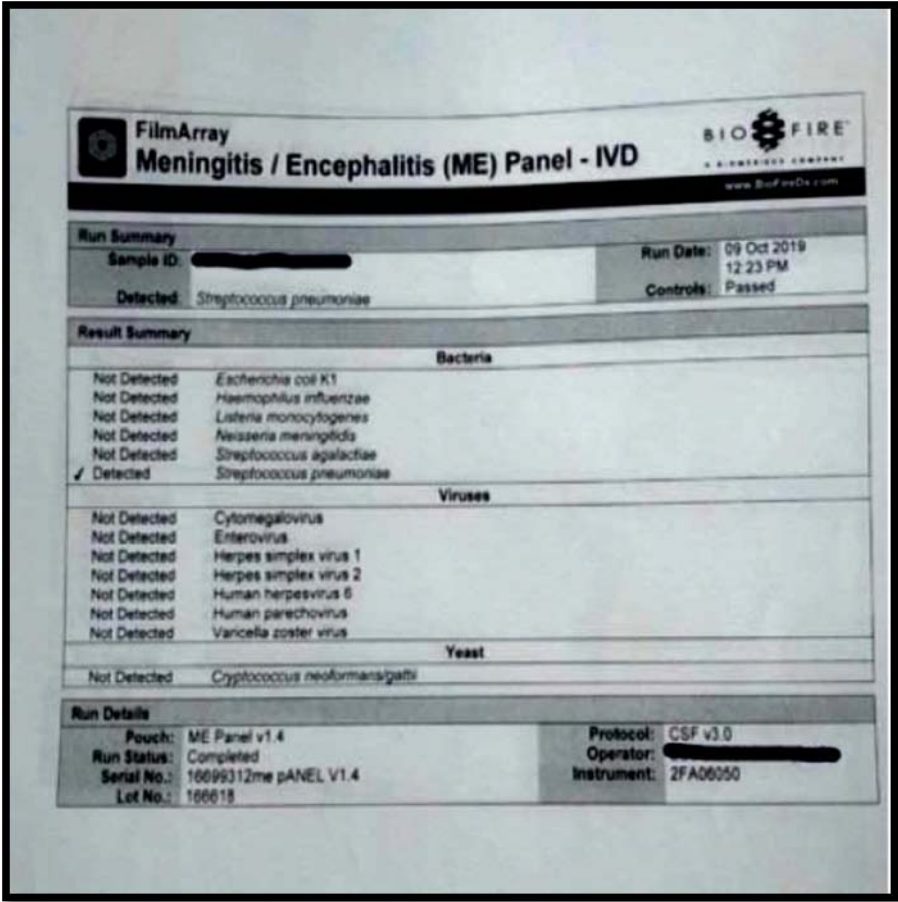 FilmArray
Meningitis / Encephalitis (ME) Panel - IVD
BIO FIRE
A BIOMERIEUX COMPANY
www.BioFireDx.com
Run Summary
Sample ID:
Run Date: 09 Oct 2019
12:23 PM
Detected: Streptococcus pneumoniae
Controls: Passed
Result Summary
Bacteria
Not Detected Escherichia coli K1
Not Detected Haemophilus influenzae
Not Detected Listeria monocytogenes
Not Detected Neisseria meningitidis
Not Detected Streptococcus agalactiae
✓ Detected Streptococcus pneumoniae
Viruses
Not Detected Cytomegalovirus
Not Detected Enterovirus
Not Detected Herpes simplex virus 1
Not Detected Herpes simplex virus 2
Not Detected Human herpesvirus 6
Not Detected Human parechovirus
Not Detected Varicella zoster virus
Yeast
Not Detected Cryptococcus neoformans/gattii
Run Details
Pouch: ME Panel v1.4
Protocol: CSF v3.0
Run Status: Completed
Operator:
Serial No.: 16699312me pANEL V1.4
Instrument: 2FA06050
Lot No.: 166618